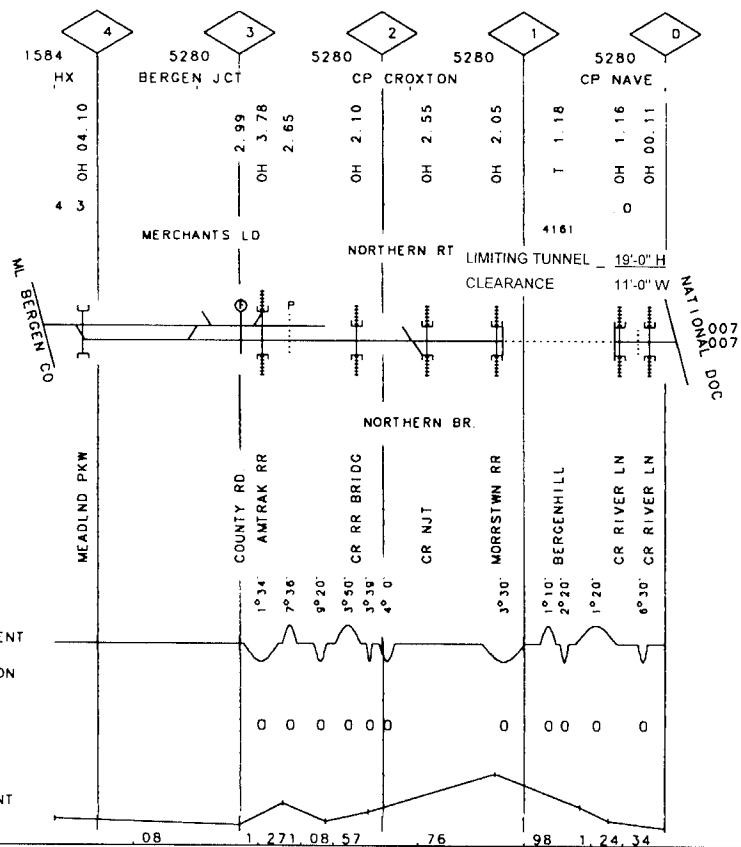 4 3 2 1 0
1584 5280 5280 5280 5280
HX BERGEN JCT CP CROXTON CP NAVE
OH 04.10
2.99
OH 3.78
2.65
OH 2.10
OH 2.55
OH 2.05
T 1.18
OH 1.16
OH 00.11
4 3
0
4161
MERCHANTS LD
NORTHERN RT
LIMITING TUNNEL 19'-0" H
CLEARANCE 11'-0" W
ML BERGEN CO
P
NATIONAL DOC
007
007
NORTHERN BR.
MEADLND PKW
COUNTY RD.
AMTRAK RR
CR RR BRIDG
CR NJT
MORRSTWN RR
BERGENHILL
CR RIVER LN
CR RIVER LN
1°34' 7°36' 9°20' 3°50' 3°39' 4°0' 3°30' 1°10' 2°20' 1°20' 6°30'
ENT
ON
0 0 0 0 0 0 0 0 0 0 0
NT
.08 1.271.08.57 .76 .98 1.24.34